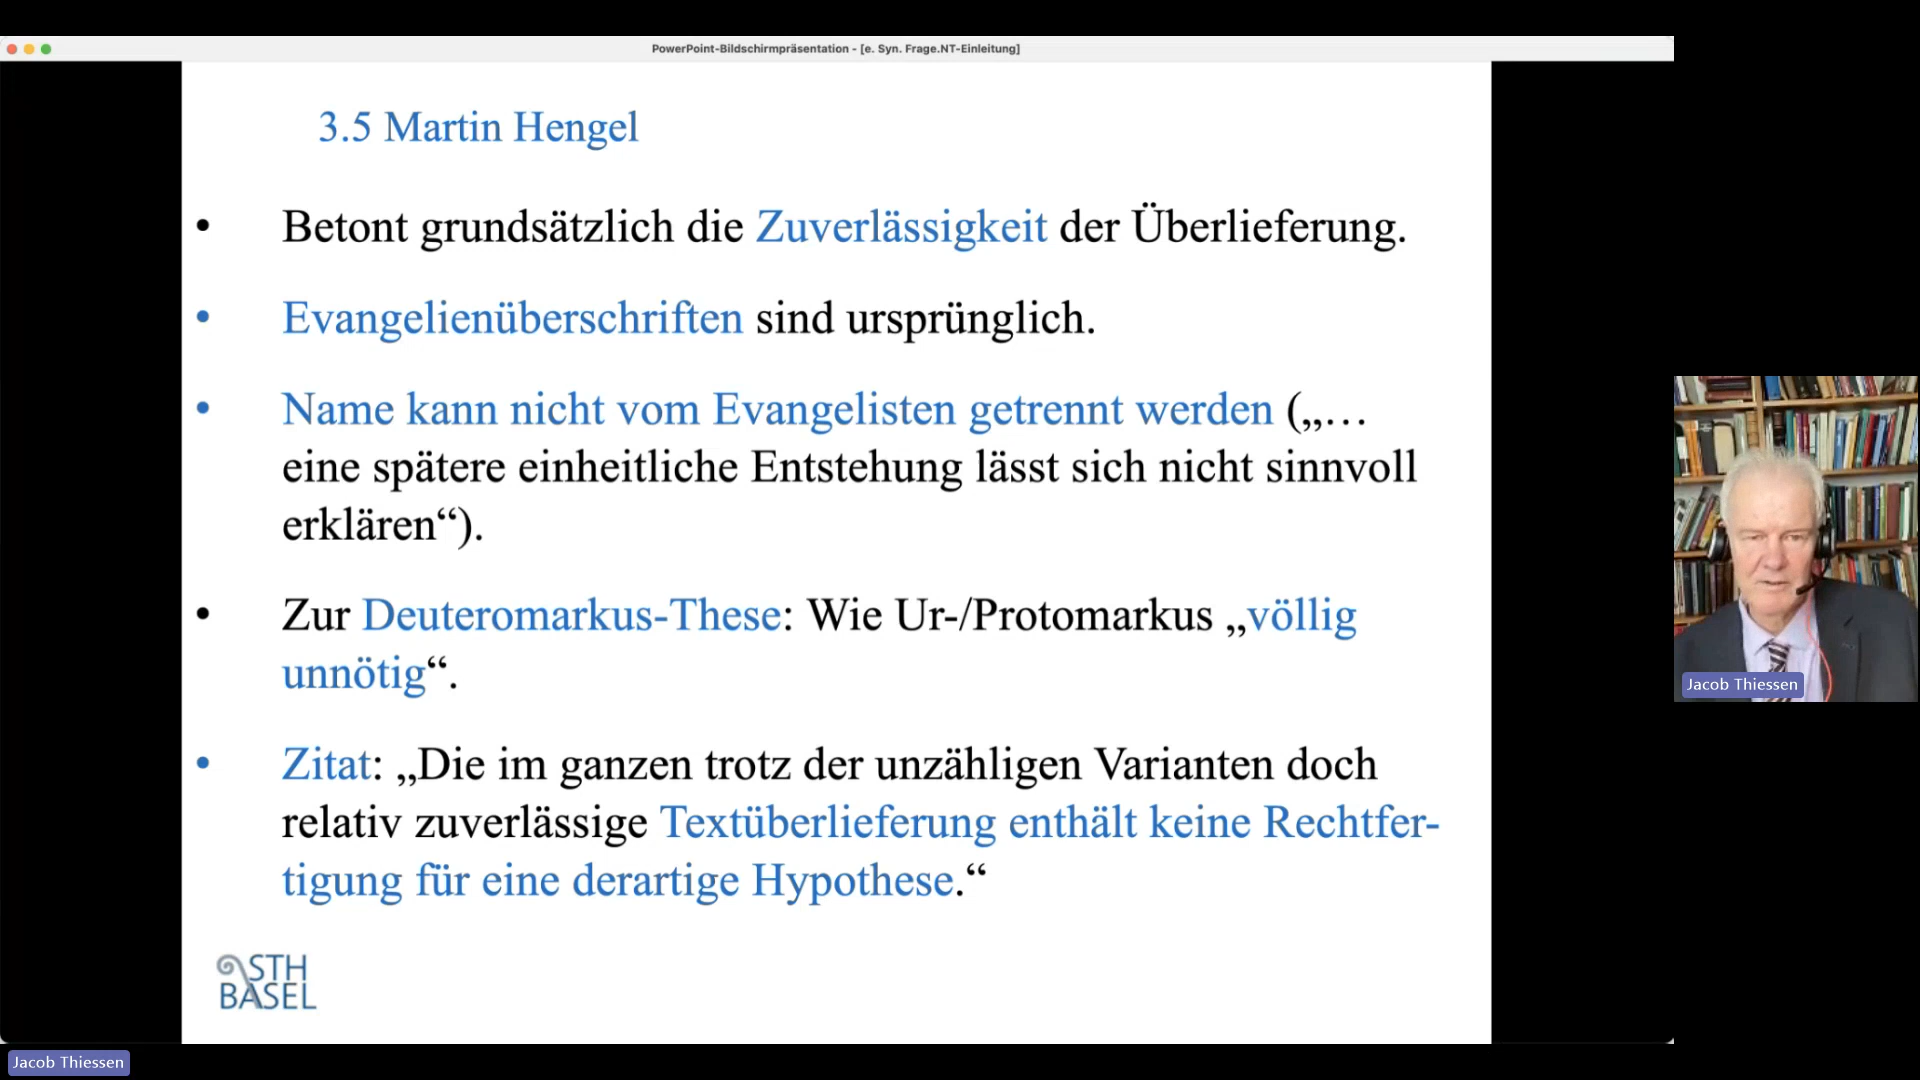 PowerPoint-Bildschirmpräsentation - [e. Syn. Frage.NT-Einleitung]
3.5 Martin Hengel
• Betont grundsätzlich die Zuverlässigkeit der Überlieferung.
• Evangelienüberschriften sind ursprünglich.
• Name kann nicht vom Evangelisten getrennt werden („…
eine spätere einheitliche Entstehung lässt sich nicht sinnvoll
erklären“).
• Zur Deuteromarkus-These: Wie Ur-/Protomarkus „völlig
unnötig“.
• Zitat: „Die im ganzen trotz der unzähligen Varianten doch
relativ zuverlässige Textüberlieferung enthält keine Rechtfer-
tigung für eine derartige Hypothese.“
STH
BASEL
Jacob Thiessen
Jacob Thiessen